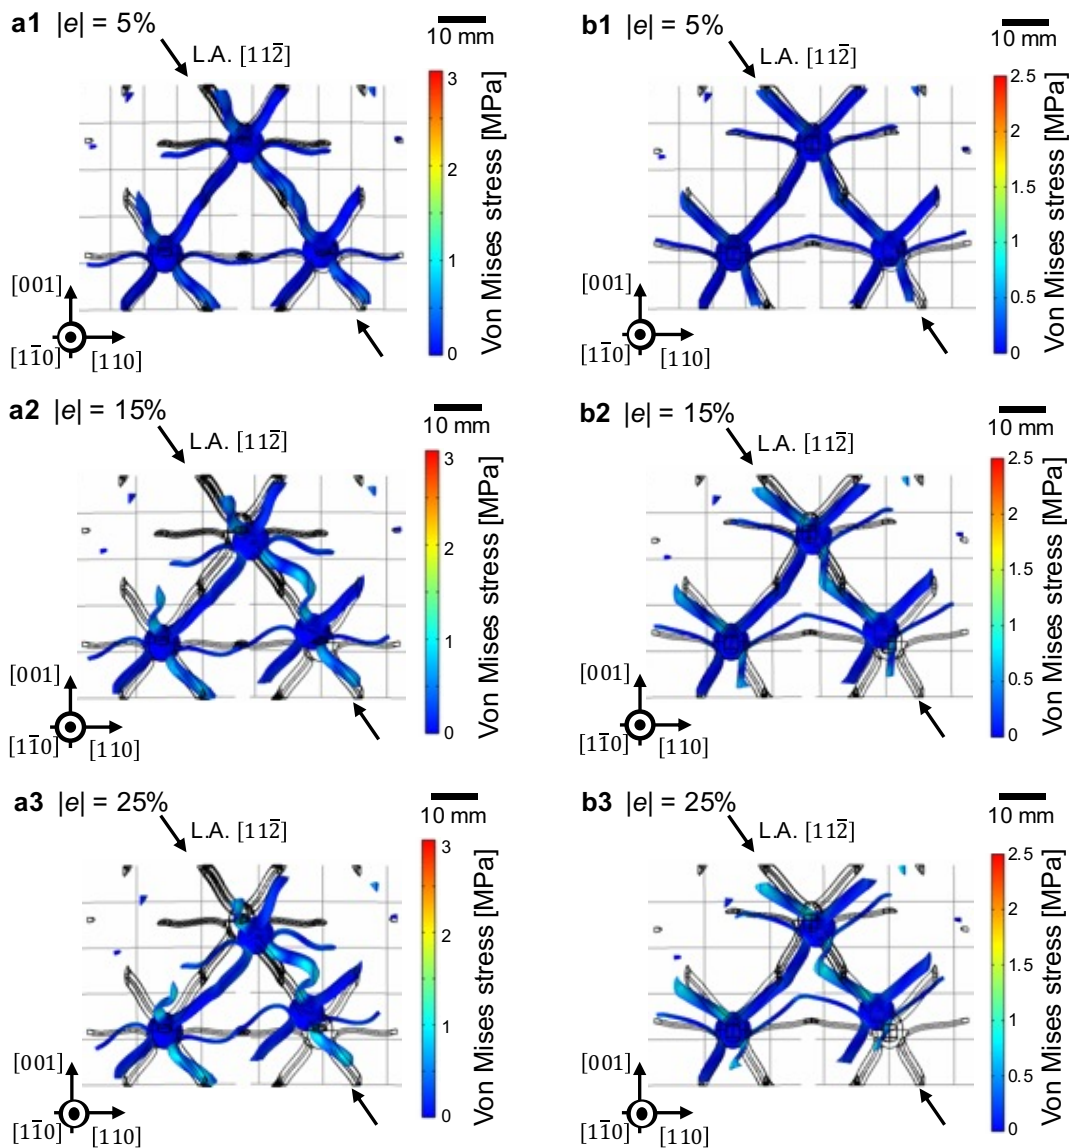 a1 |e| = 5%
10 mm
L.A. [112̅]
3
2
1
0
Von Mises stress [MPa]
[001]
[11̅0]
[110]
b1 |e| = 5%
10 mm
L.A. [112̅]
2.5
2
1.5
1
0.5
0
Von Mises stress [MPa]
[001]
[11̅0]
[110]
a2 |e| = 15%
10 mm
L.A. [112̅]
3
2
1
0
Von Mises stress [MPa]
[001]
[11̅0]
[110]
b2 |e| = 15%
10 mm
L.A. [112̅]
2.5
2
1.5
1
0.5
0
Von Mises stress [MPa]
[001]
[11̅0]
[110]
a3 |e| = 25%
10 mm
L.A. [112̅]
3
2
1
0
Von Mises stress [MPa]
[001]
[11̅0]
[110]
b3 |e| = 25%
10 mm
L.A. [112̅]
2.5
2
1.5
1
0.5
0
Von Mises stress [MPa]
[001]
[11̅0]
[110]